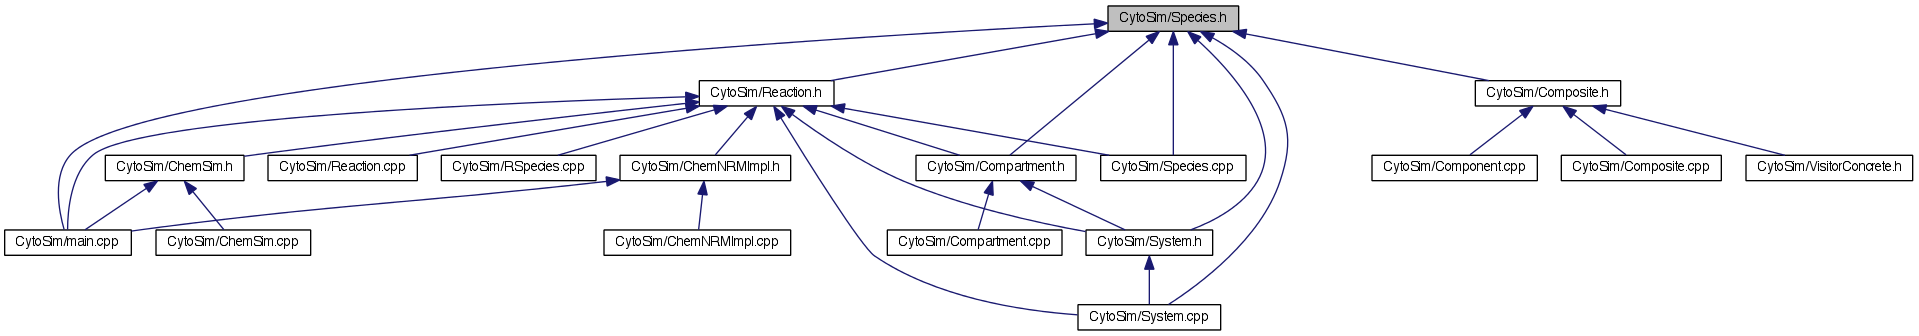 CytoSim/Species.h
CytoSim/Reaction.h
CytoSim/Composite.h
CytoSim/ChemSim.h
CytoSim/Reaction.cpp
CytoSim/RSpecies.cpp
CytoSim/ChemNRMImpl.h
CytoSim/Compartment.h
CytoSim/Species.cpp
CytoSim/Component.cpp
CytoSim/Composite.cpp
CytoSim/VisitorConcrete.h
CytoSim/main.cpp
CytoSim/ChemSim.cpp
CytoSim/ChemNRMImpl.cpp
CytoSim/Compartment.cpp
CytoSim/System.h
CytoSim/System.cpp